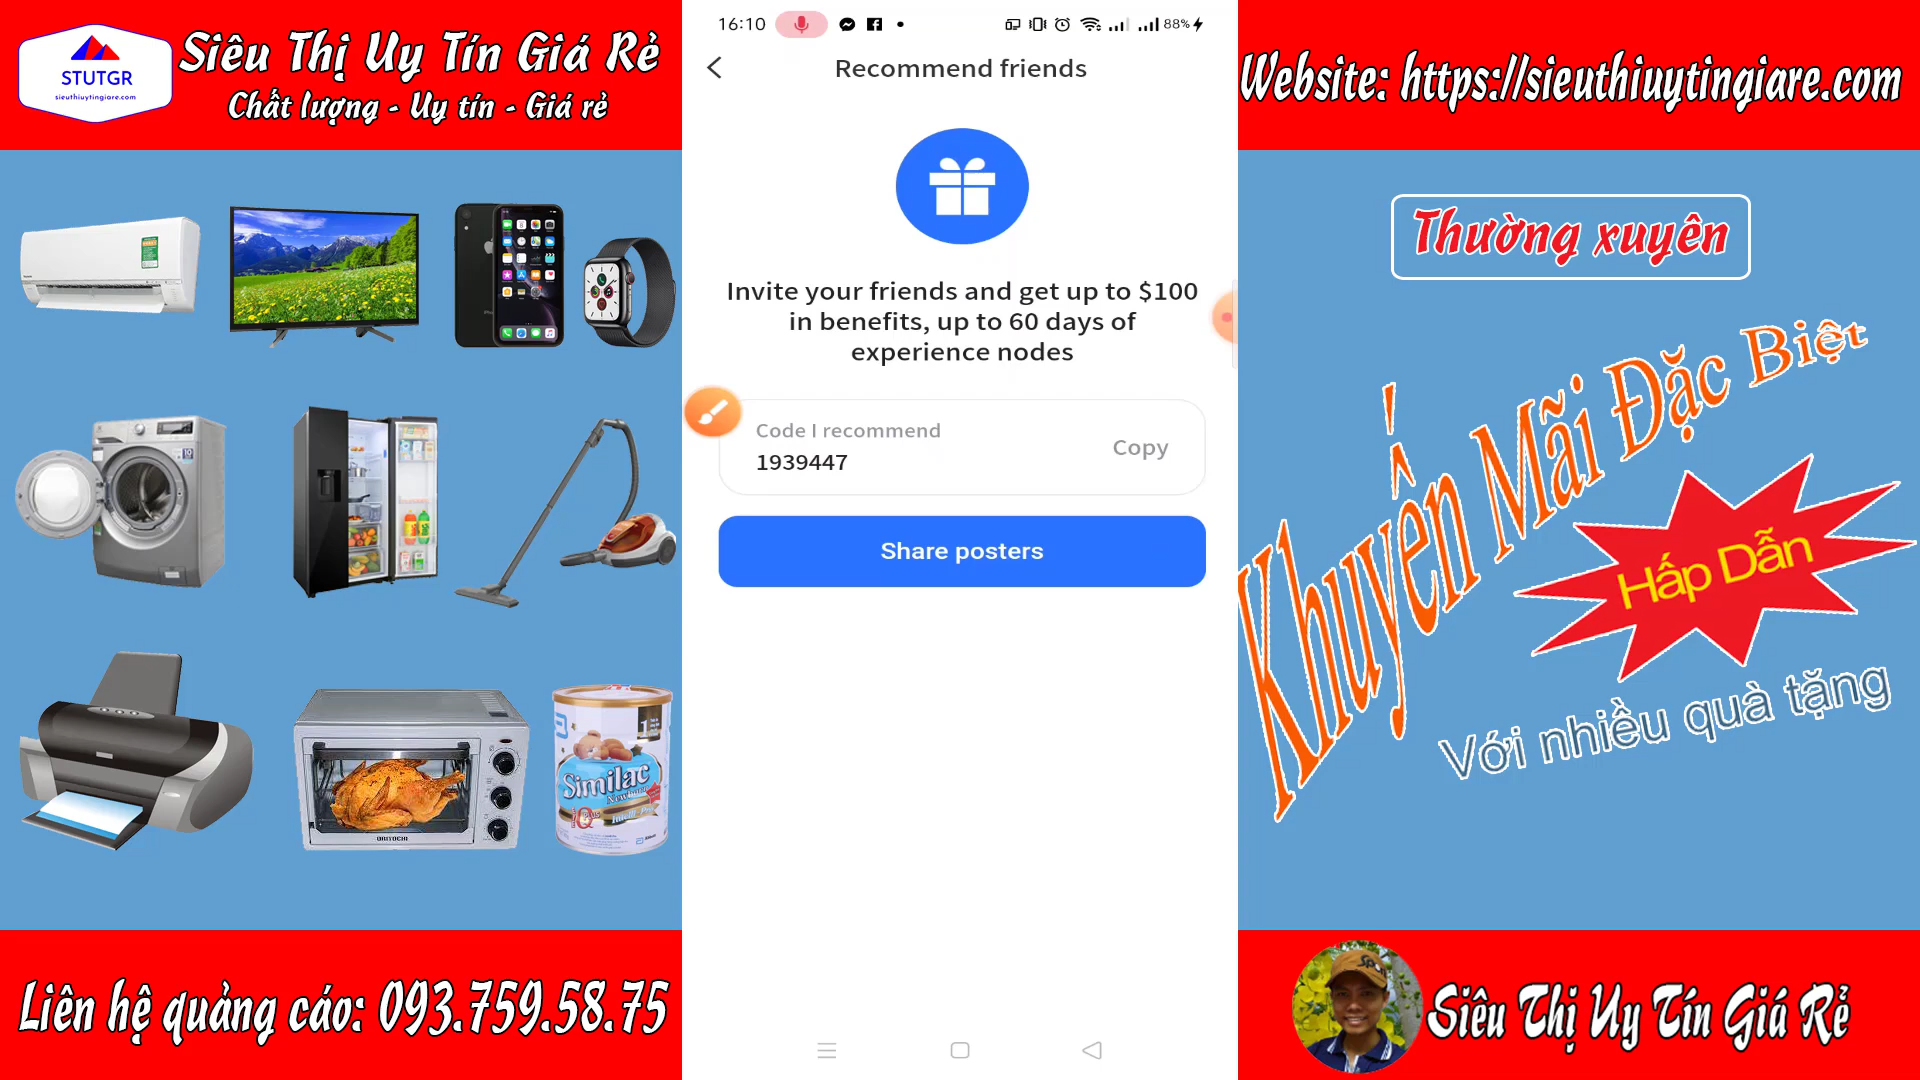 STUTGR
sieuthiuytingiare.com
Siêu Thị Uy Tín Giá Rẻ
Chất lượng - Uy tín - Giá rẻ
16:10
88%
Recommend friends
Invite your friends and get up to $100
in benefits, up to 60 days of
experience nodes
Code I recommend
1939447
Copy
Share posters
Website: https://sieuthiuytingiare.com
Thường xuyên
Khuyến Mãi Đặc Biệt
Hấp Dẫn
Với nhiều quà tặng
Similac
Liên hệ quảng cáo: 093.759.58.75
Siêu Thị Uy Tín Giá Rẻ